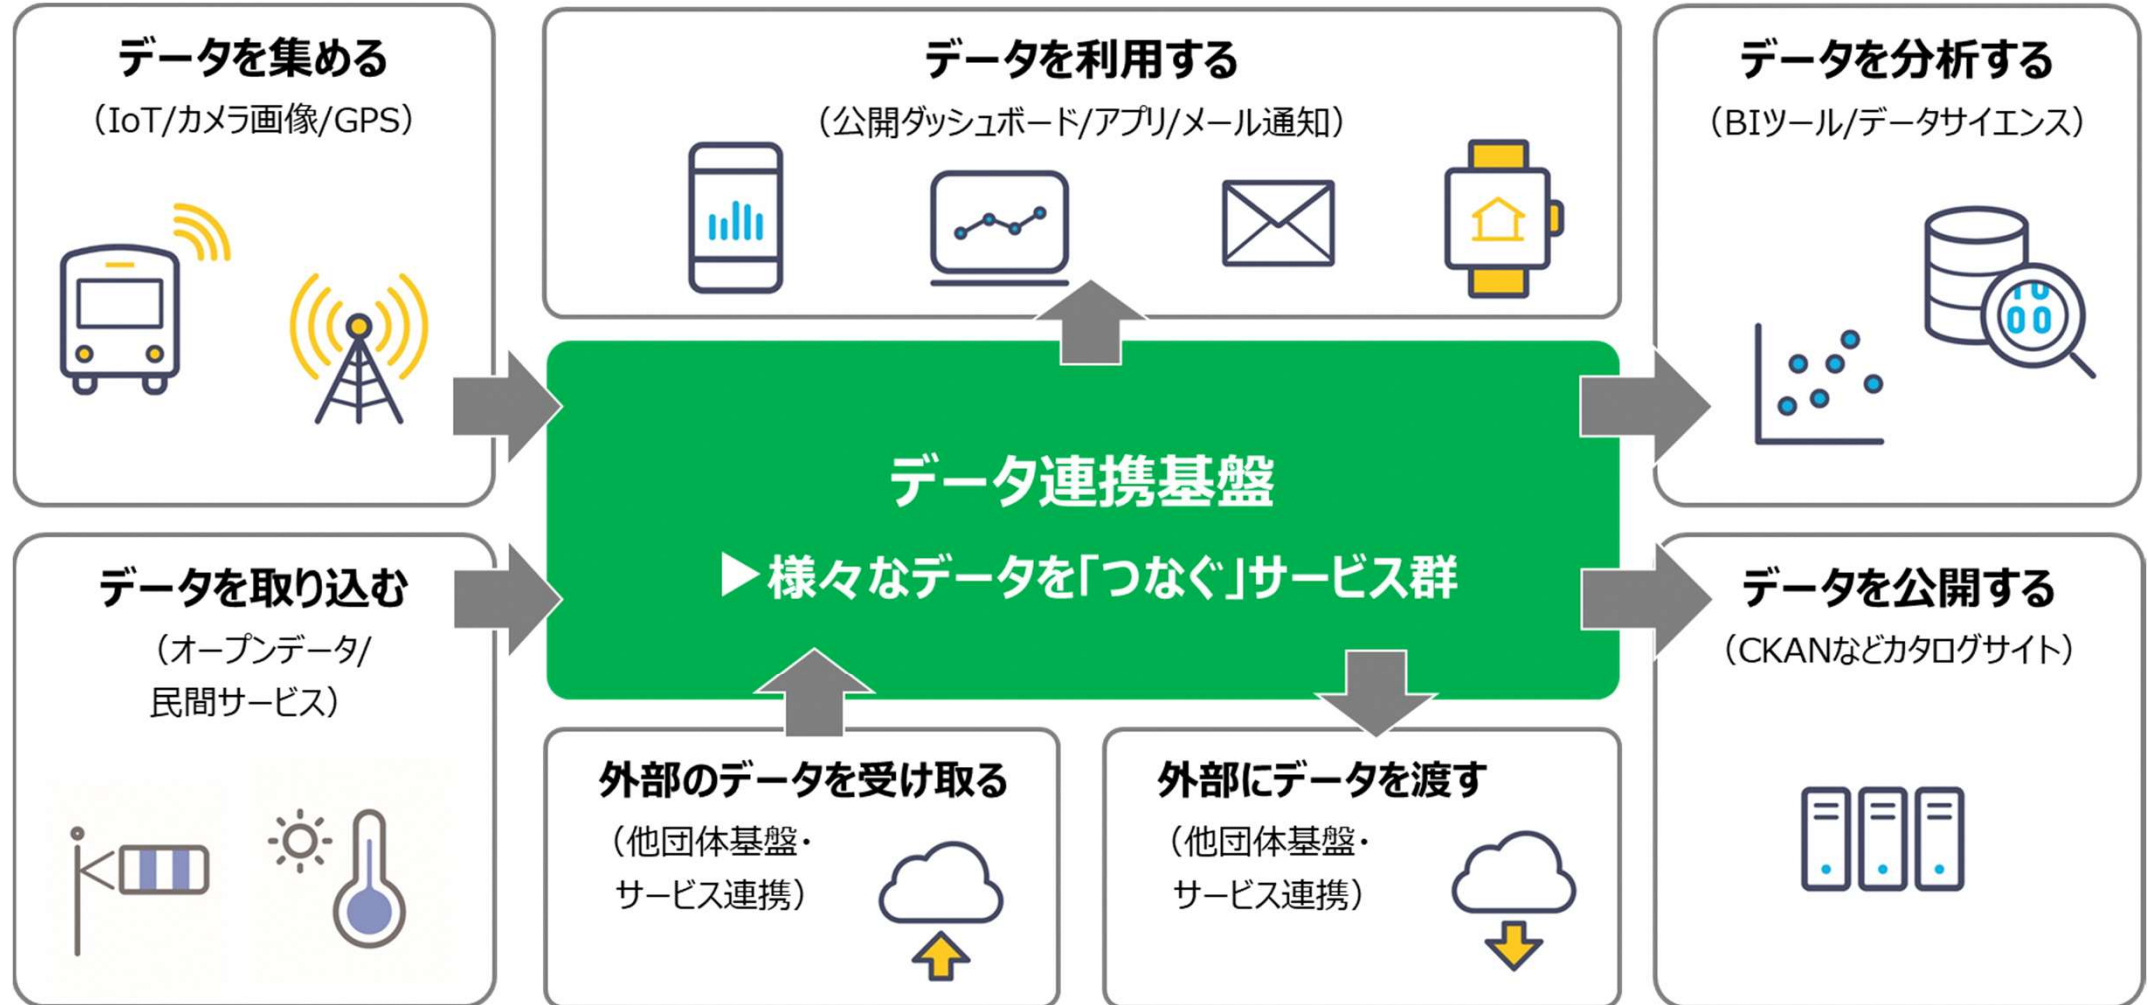 データを集める
（IoT/カメラ画像/GPS）
データを利用する
（公開ダッシュボード/アプリ/メール通知）
データを分析する
（BIツール/データサイエンス）
10
00
データ連携基盤
▶様々なデータを「つなぐ」サービス群
データを取り込む
（オープンデータ/
民間サービス）
外部のデータを受け取る
（他団体基盤・
サービス連携）
外部にデータを渡す
（他団体基盤・
サービス連携）
データを公開する
（CKANなどカタログサイト）